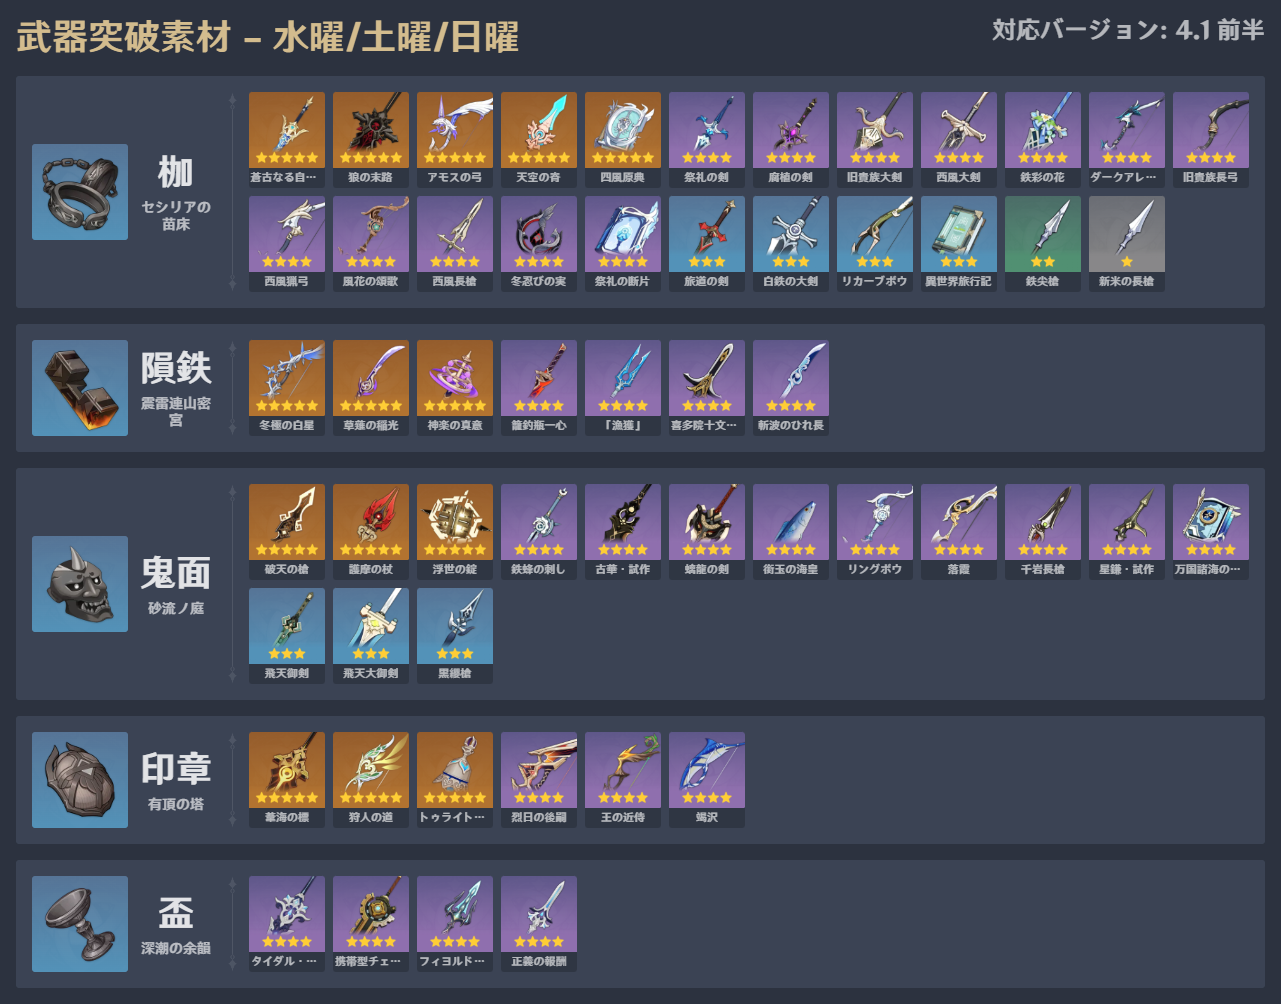 武器突破素材 – 水曜/土曜/日曜
対応バージョン: 4.1 前半
枷
セシリアの
苗床
蒼古なる自…
狼の末路
アモスの弓
天空の脊
四風原典
祭礼の剣
腐植の剣
旧貴族大剣
西風大剣
鉄彩の花
ダークアレ…
旧貴族長弓
西風猟弓
風花の頌歌
西風長槍
冬忍びの実
祭礼の断片
旅道の剣
白鉄の大剣
リカーブボウ
異世界旅行記
鉄尖槍
新米の長槍
隕鉄
震雷連山密
宮
冬極の白星
草薙の稲光
神楽の真意
籠釣瓶一心
「漁獲」
喜多院十文…
斬波のひれ長
鬼面
砂流ノ庭
破天の槍
護摩の杖
浮世の錠
鉄蜂の刺し
古華・試作
螭龍の剣
銜玉の海皇
リングボウ
落霞
千岩長槍
星鎌・試作
万国諸海の…
飛天御剣
飛天大御剣
黒纓槍
印章
有頂の塔
葦海の標
狩人の道
トゥライト…
烈日の後嗣
王の近侍
竭沢
盃
深潮の余韻
タイダル・…
携帯型チェ…
フィヨルド…
正義の報酬